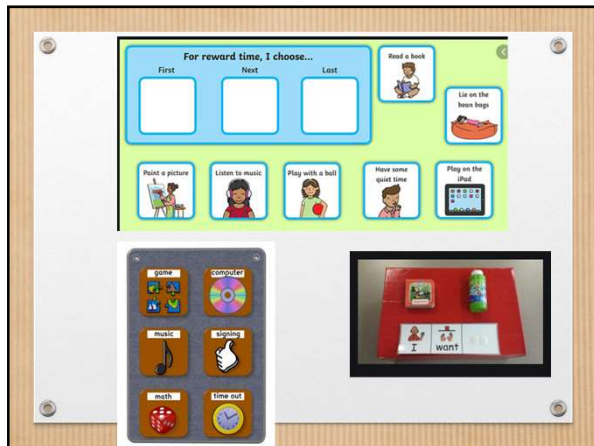 For reward time, I choose...
First Next Last
Read a book
Lie on the
bean bags
Paint a picture
Listen to music
Play with a ball
Have some
quiet time
Play on the
iPad
game computer
music signing
math time out
I want